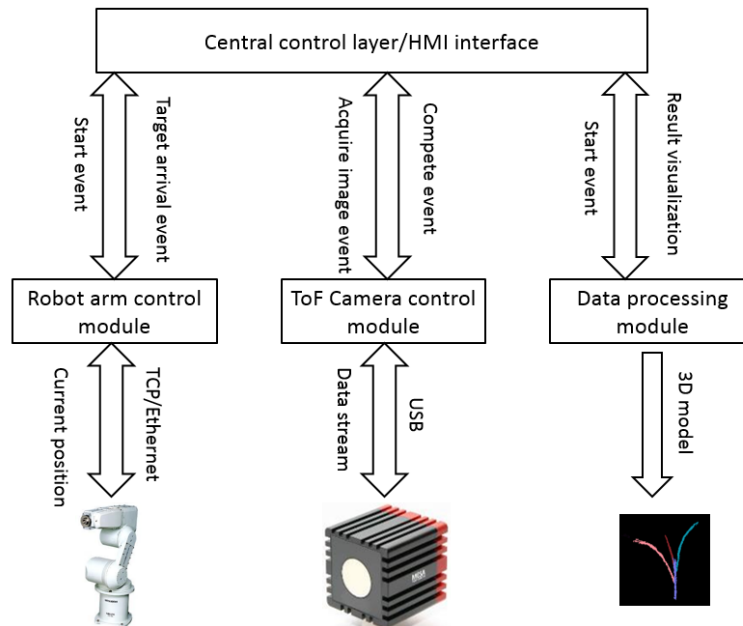 Central control layer/HMI interface
Start event
Target arrival event
Acquire image event
Compete event
Start event
Result visualization
Robot arm control
module
ToF Camera control
module
Data processing
module
Current position
TCP/Ethernet
Data stream
USB
3D model